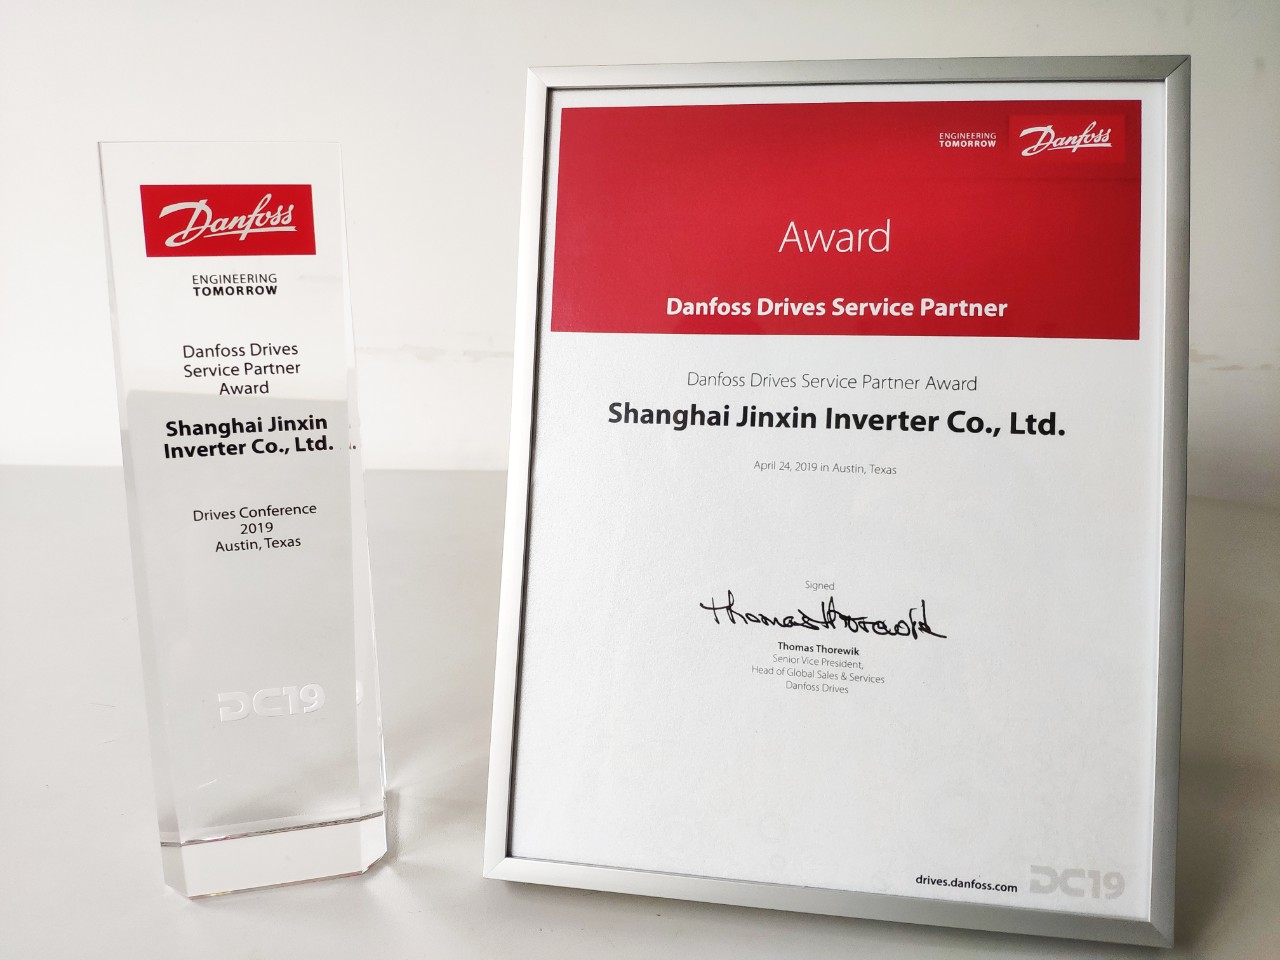 Danfoss
ENGINEERING
TOMORROW
Danfoss Drives
Service Partner
Award
Shanghai Jinxin
Inverter Co., Ltd.
Drives Conference
2019
Austin, Texas
DC19
ENGINEERING
TOMORROW
Danfoss
Award
Danfoss Drives Service Partner
Danfoss Drives Service Partner Award
Shanghai Jinxin Inverter Co., Ltd.
April 24, 2019 in Austin, Texas
Signed
Thomas Thorewik
Thomas Thorewik
Senior Vice President,
Head of Global Sales & Services
Danfoss Drives
drives.danfoss.com
DC19